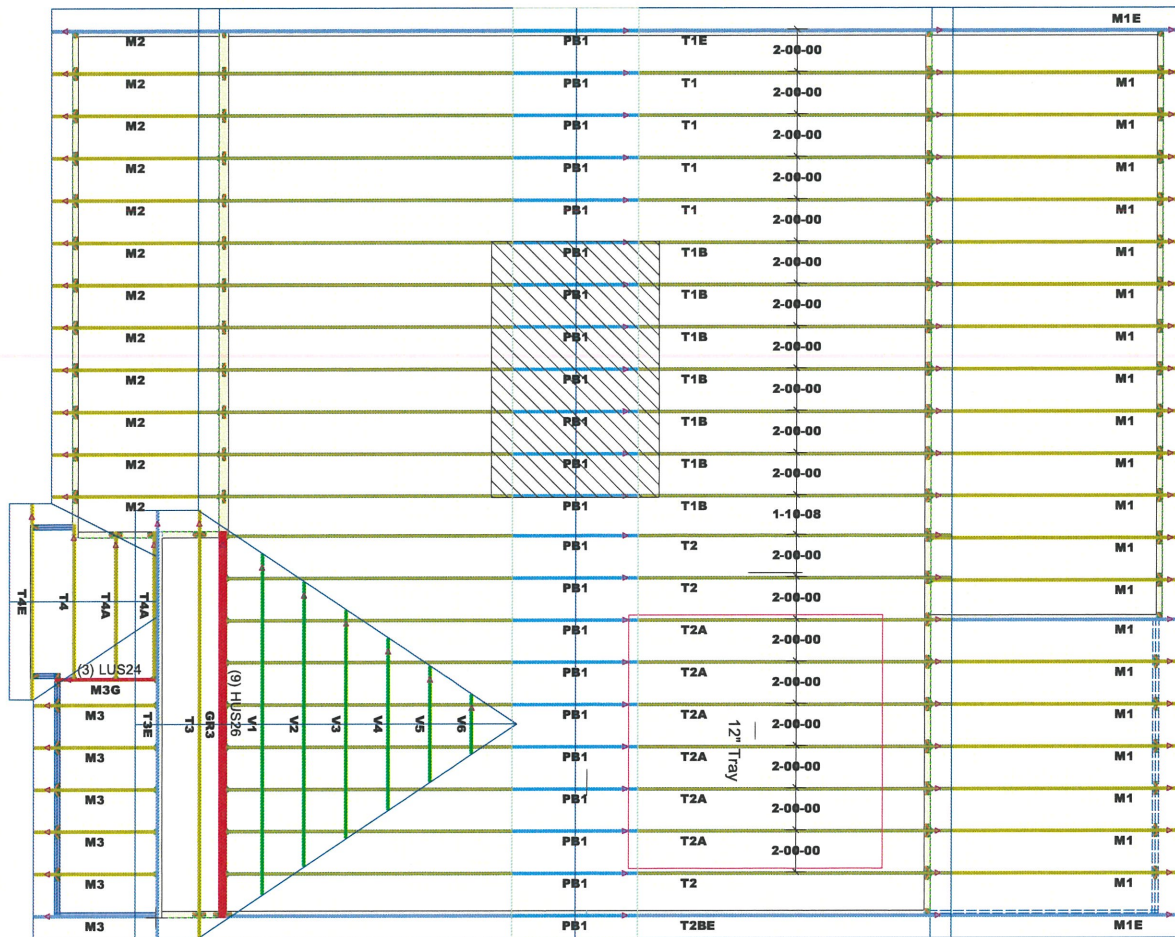 M1E
M2 PB1 T1E 2-00-00
M2 PB1 T1 2-00-00 M1
M2 PB1 T1 2-00-00 M1
M2 PB1 T1 2-00-00 M1
M2 PB1 T1 2-00-00 M1
M2 PB1 T1B 2-00-00 M1
M2 PB1 T1B 2-00-00 M1
M2 PB1 T1B 2-00-00 M1
M2 PB1 T1B 2-00-00 M1
M2 PB1 T1B 2-00-00 M1
M2 PB1 T1B 2-00-00 M1
M2 PB1 T1B 1-10-08 M1
PB1 T2 2-00-00 M1
PB1 T2 2-00-00 M1
PB1 T2A 2-00-00 M1
PB1 T2A 2-00-00 M1
PB1 T2A 2-00-00 M1
PB1 T2A 2-00-00 M1
PB1 T2A 2-00-00 M1
PB1 T2A 2-00-00 M1
PB1 T2 M1
PB1 T2BE M1E
T4E
T4
T4A
T4A
(3) LUS24
M3G
M3
M3
M3
M3
M3
M3
T3E
T3
GR3
(9) HUS26
V1
V2
V3
V4
V5
V6
12" Tray